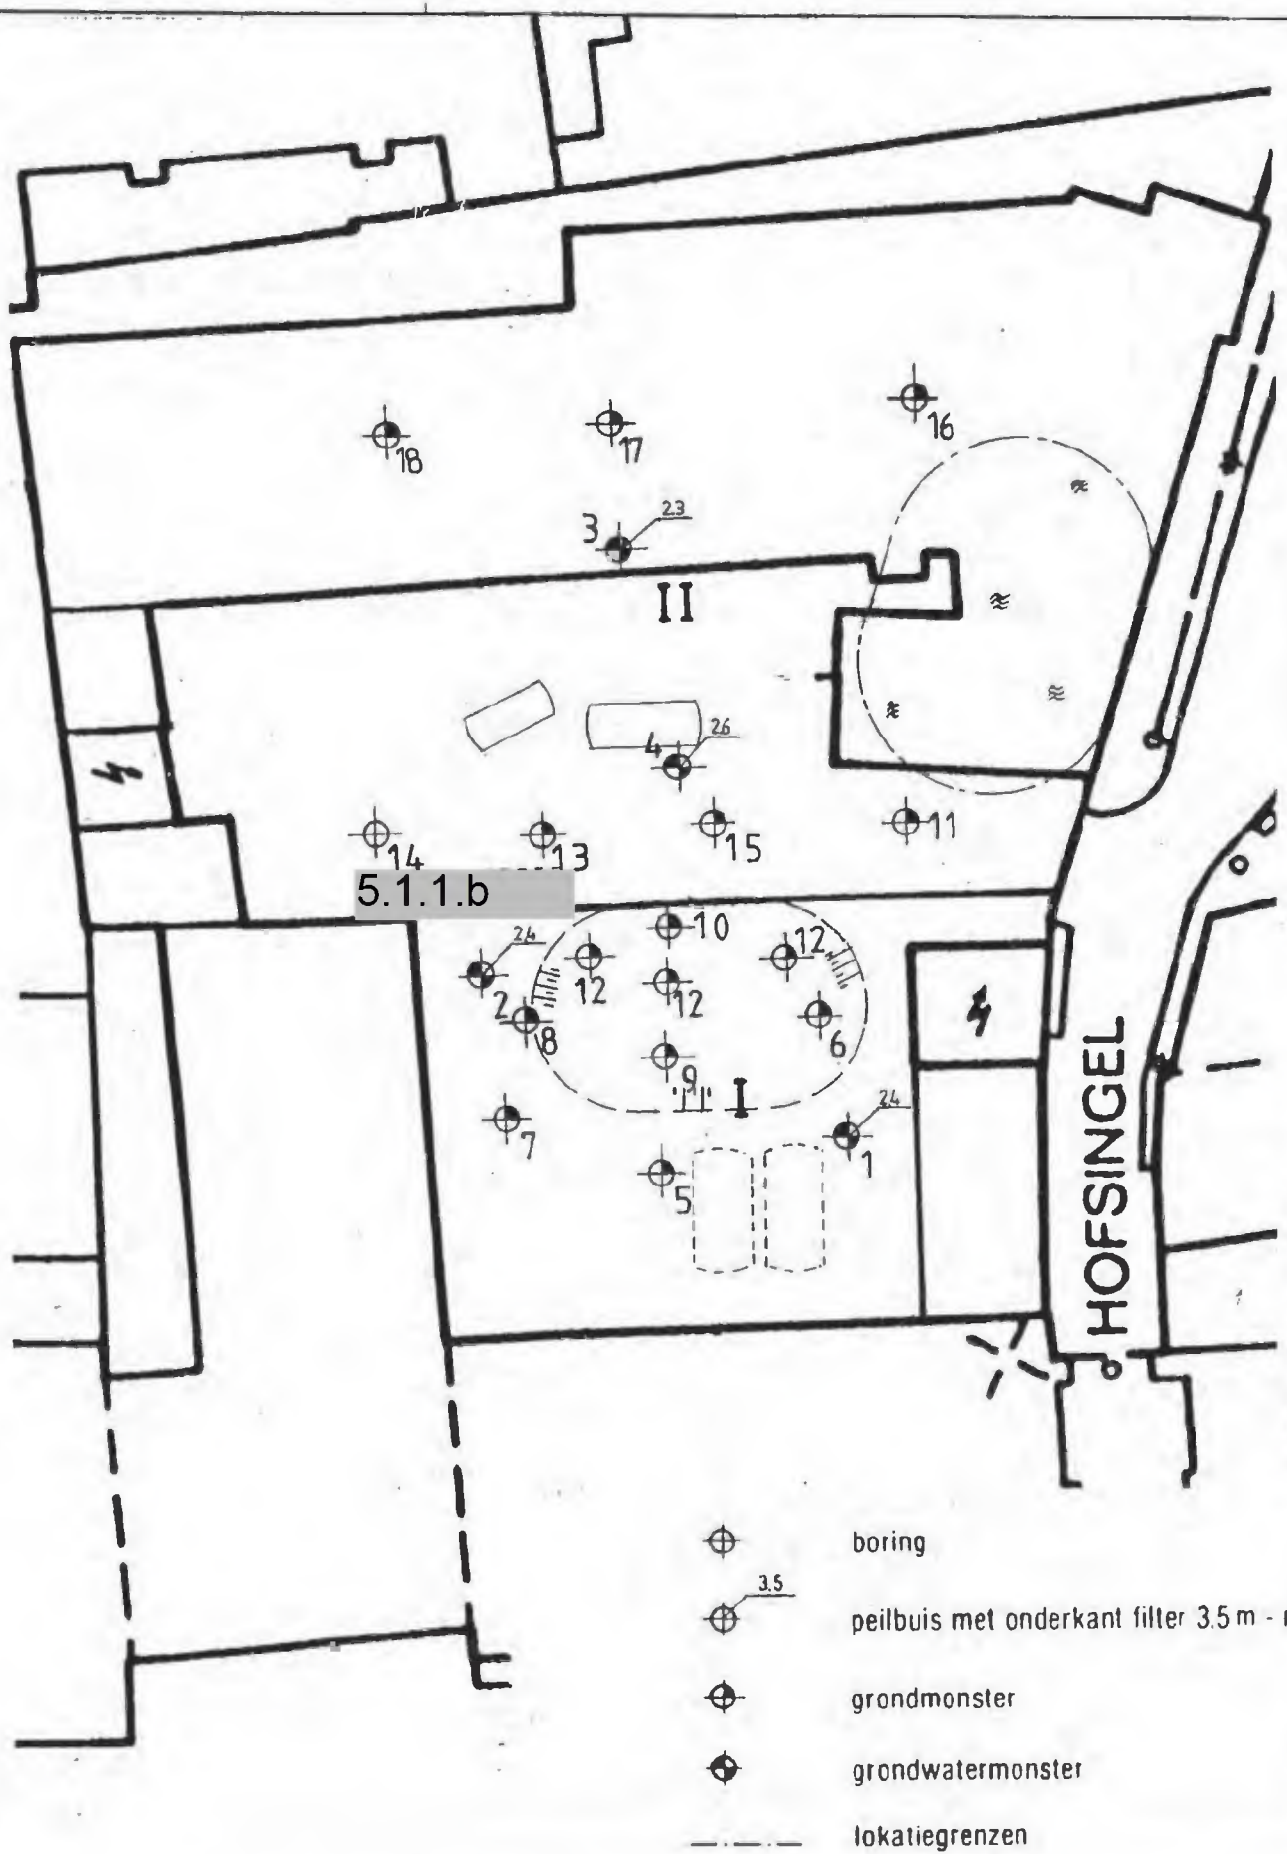 18
17
16
3
2.3
II
4
2.6
14
13
15
11
5.1.1.b
10
2.4
12
12
12
2
8
6
9
I
7
2.4
1
5
HOFSINGEL
boring
3.5
peilbuis met onderkant filter 3.5 m -
grondmonster
grondwatermonster
lokatiegrenzen